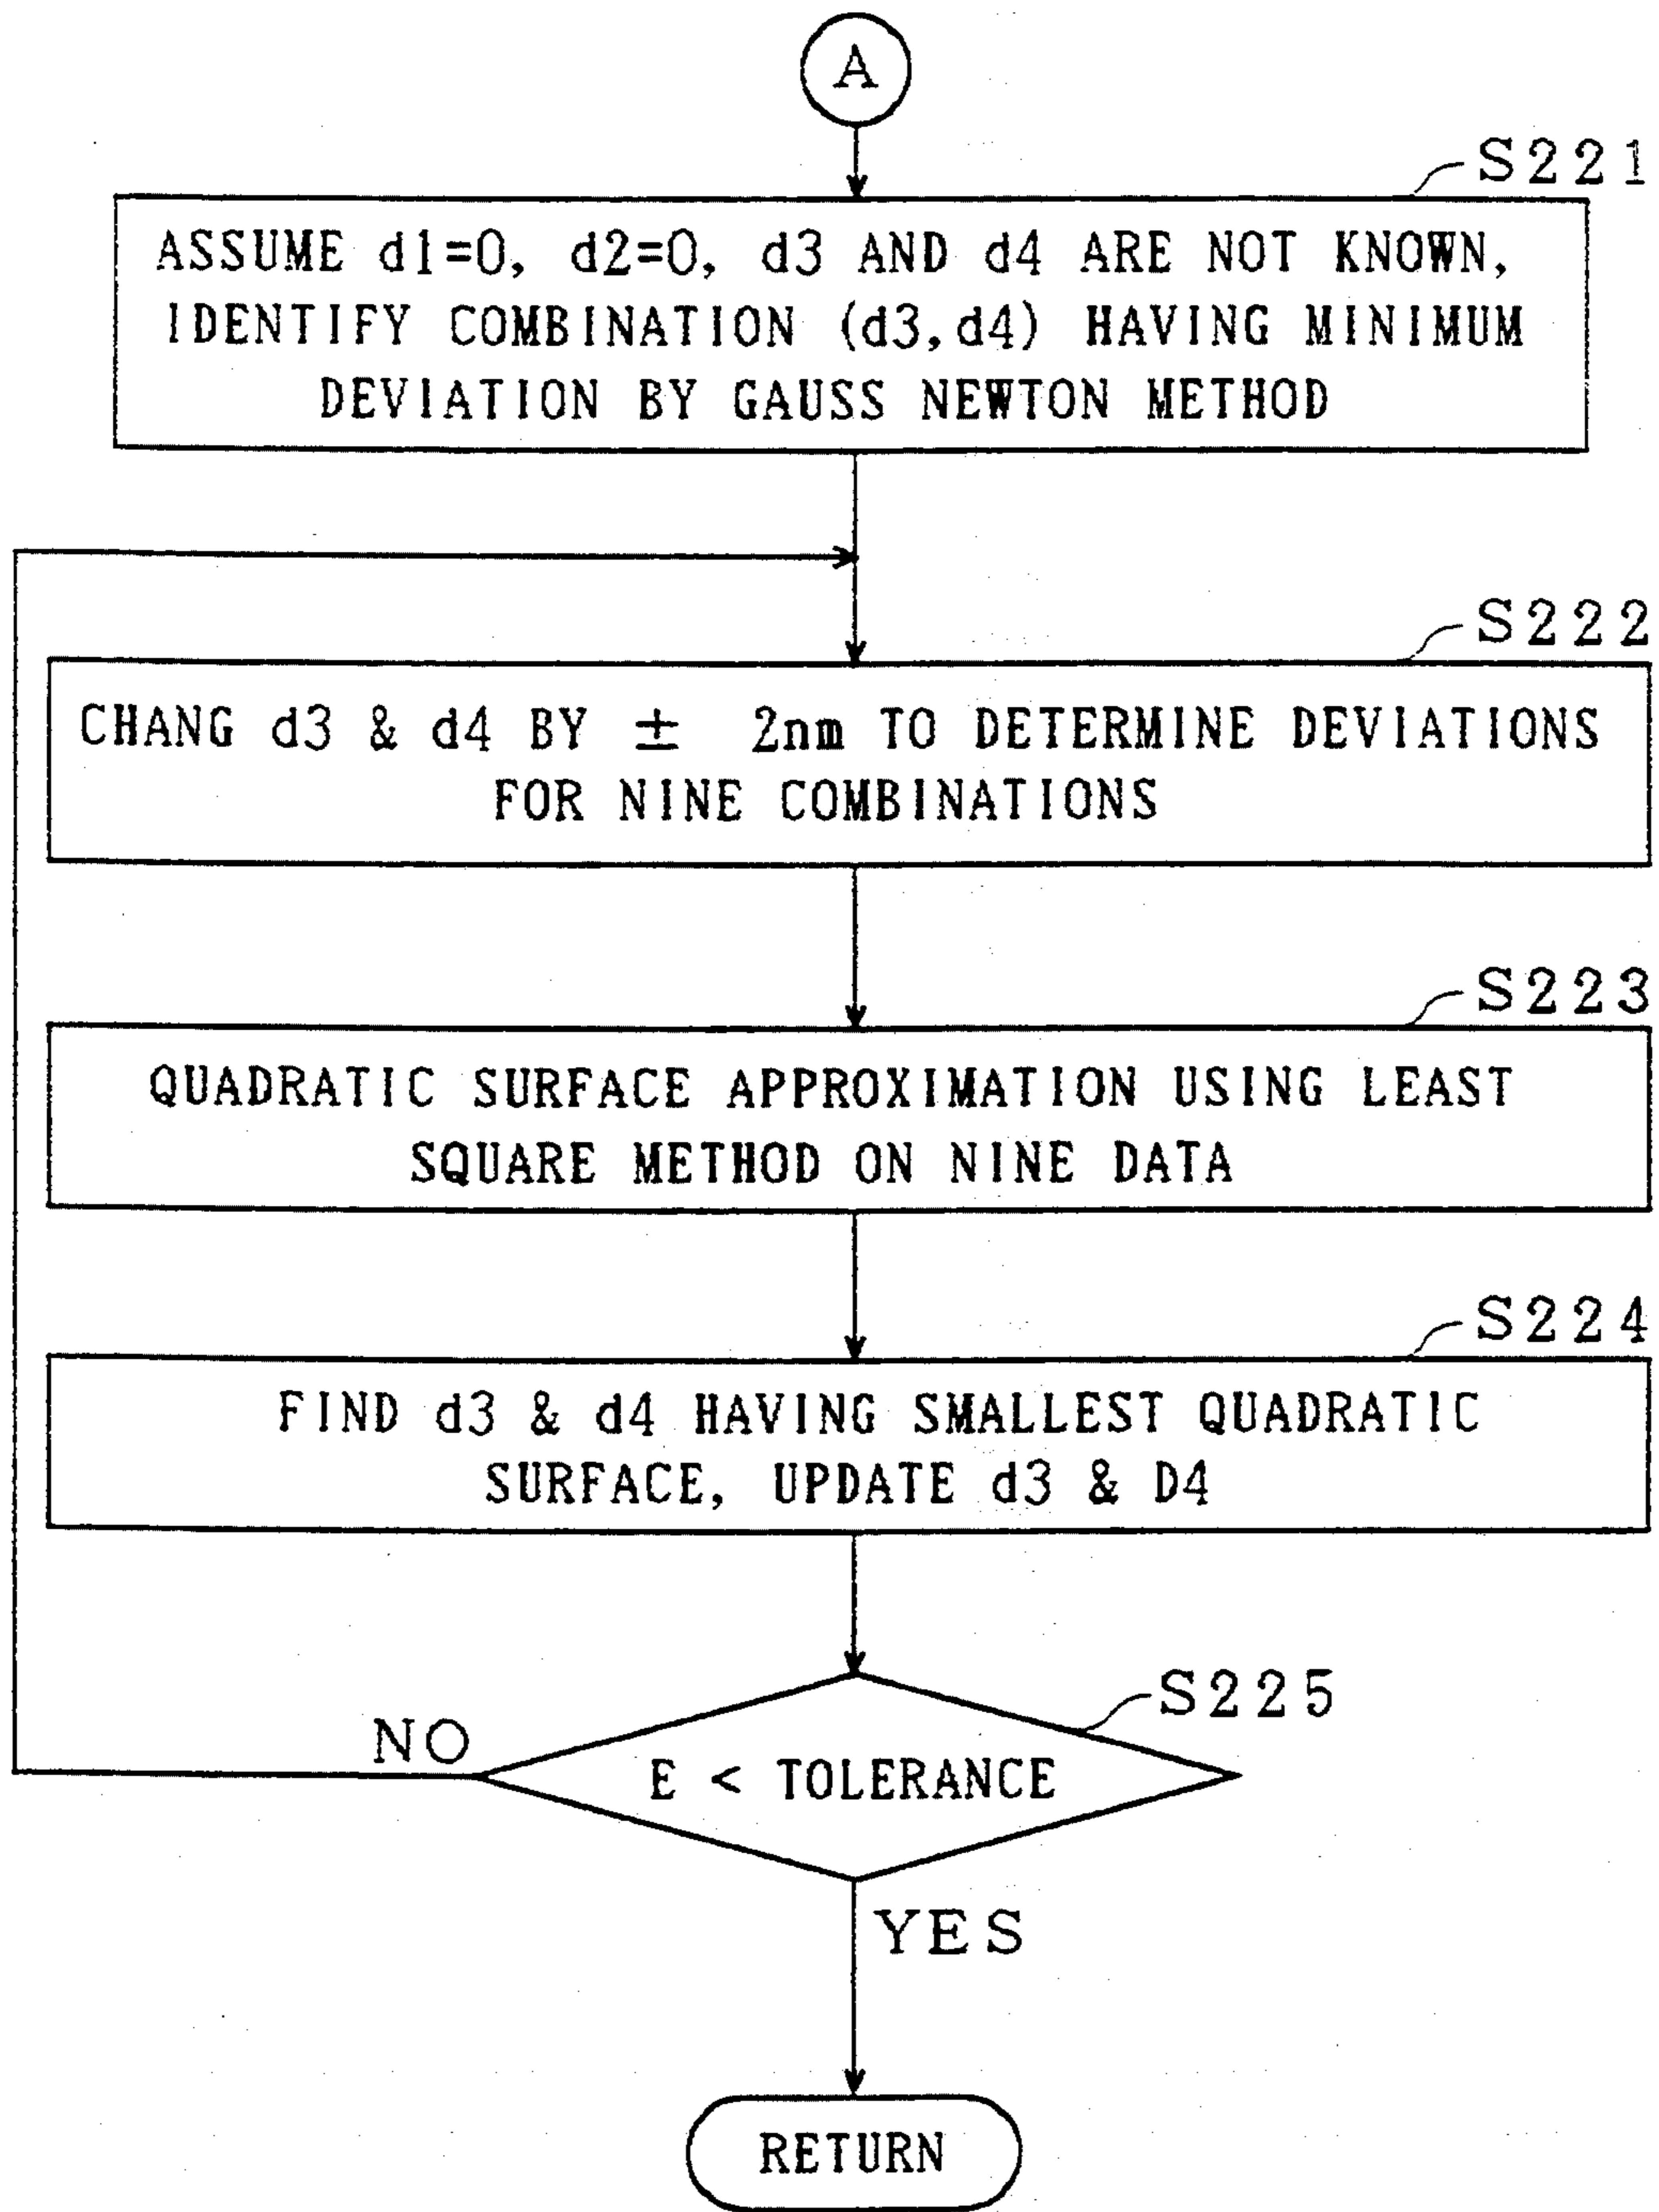 A
S221
ASSUME d1=0, d2=0, d3 AND d4 ARE NOT KNOWN,
IDENTIFY COMBINATION (d3,d4) HAVING MINIMUM
DEVIATION BY GAUSS NEWTON METHOD
S222
CHANG d3 & d4 BY ± 2nm TO DETERMINE DEVIATIONS
FOR NINE COMBINATIONS
S223
QUADRATIC SURFACE APPROXIMATION USING LEAST
SQUARE METHOD ON NINE DATA
S224
FIND d3 & d4 HAVING SMALLEST QUADRATIC
SURFACE, UPDATE d3 & D4
S225
NO
E < TOLERANCE
YES
RETURN